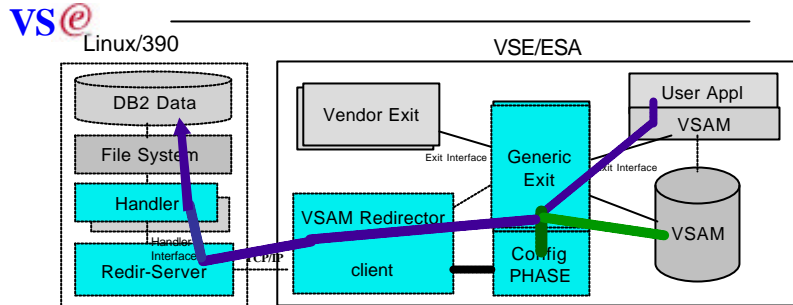 VS@
Linux/390
VSE/ESA
DB2 Data
File System
Handler
Handler
Interface
Redir-Server
TCP/IP
Vendor Exit
Exit Interface
VSAM Redirector
client
Generic
Exit
Config
PHASE
Exit Interface
User Appl
VSAM
VSAM